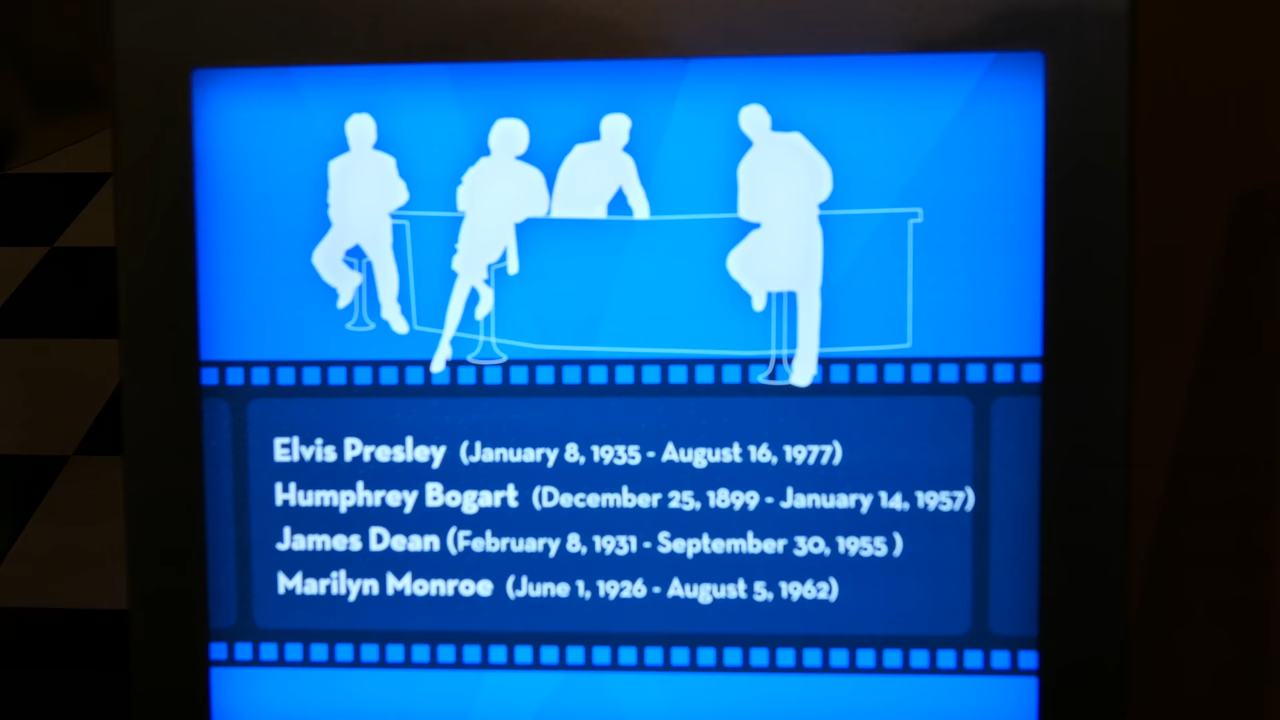 Elvis Presley (January 8, 1935 - August 16, 1977)
Humphrey Bogart (December 25, 1899 - January 14, 1957)
James Dean (February 8, 1931 - September 30, 1955 )
Marilyn Monroe (June 1, 1926 - August 5, 1962)